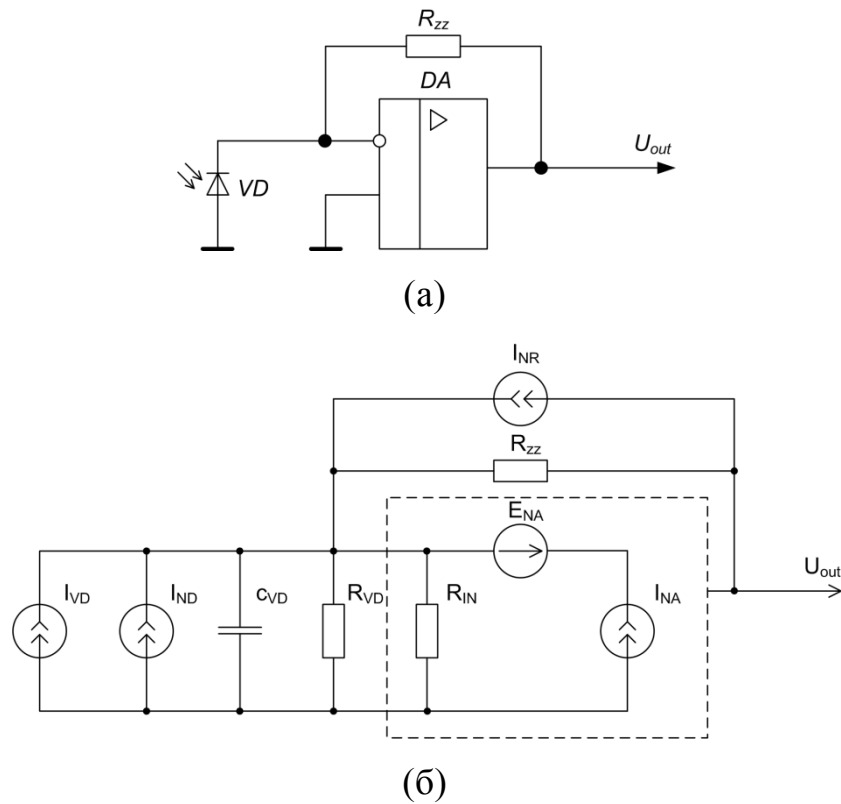 R_zz
DA
U_out
VD
(а)
I_NR
R_zz
E_NA
U_out
I_VD
I_ND
c_VD
R_VD
R_IN
I_NA
(б)